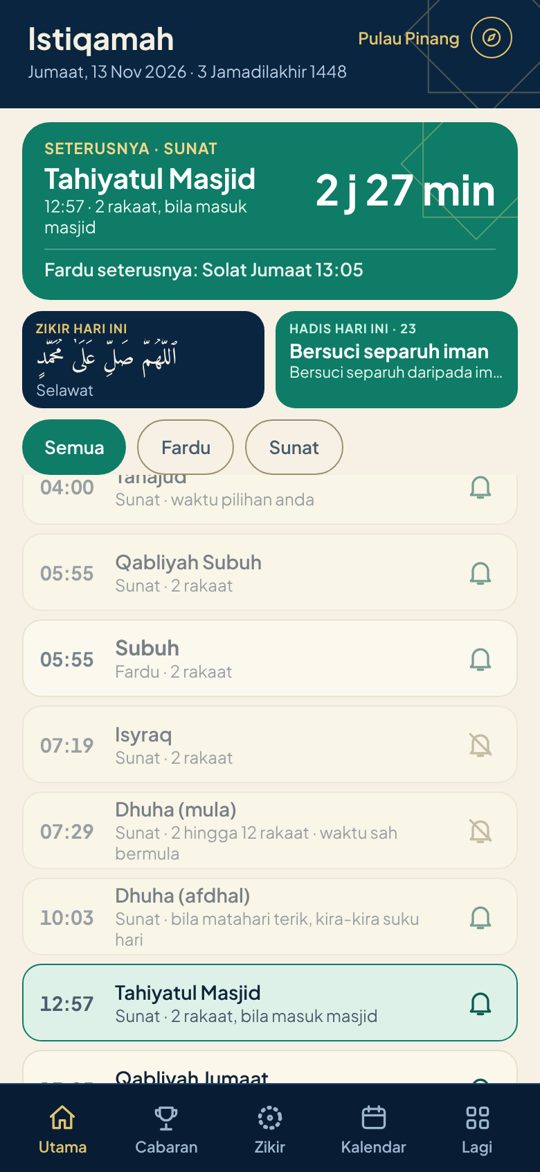 Istiqamah
Pulau Pinang
Jumaat, 13 Nov 2026 · 3 Jamadilakhir 1448
SETERUSNYA · SUNAT
Tahiyatul Masjid
2 j 27 min
12:57 · 2 rakaat, bila masuk
masjid
Fardu seterusnya: Solat Jumaat 13:05
ZIKIR HARI INI
اَللّٰهُمَّ صَلِّ عَلَىٰ مُحَمَّدٍ
Selawat
HADIS HARI INI · 23
Bersuci separuh iman
Bersuci separuh daripada im...
Semua
Fardu
Sunat
04:00
Tahajud
Sunat · waktu pilihan anda
05:55
Qabliyah Subuh
Sunat · 2 rakaat
05:55
Subuh
Fardu · 2 rakaat
07:19
Isyraq
Sunat · 2 rakaat
07:29
Dhuha (mula)
Sunat · 2 hingga 12 rakaat · waktu sah
bermula
10:03
Dhuha (afdhal)
Sunat · bila matahari terik, kira-kira suku
hari
12:57
Tahiyatul Masjid
Sunat · 2 rakaat, bila masuk masjid
Qabliyah Jumaat
Utama
Cabaran
Zikir
Kalendar
Lagi